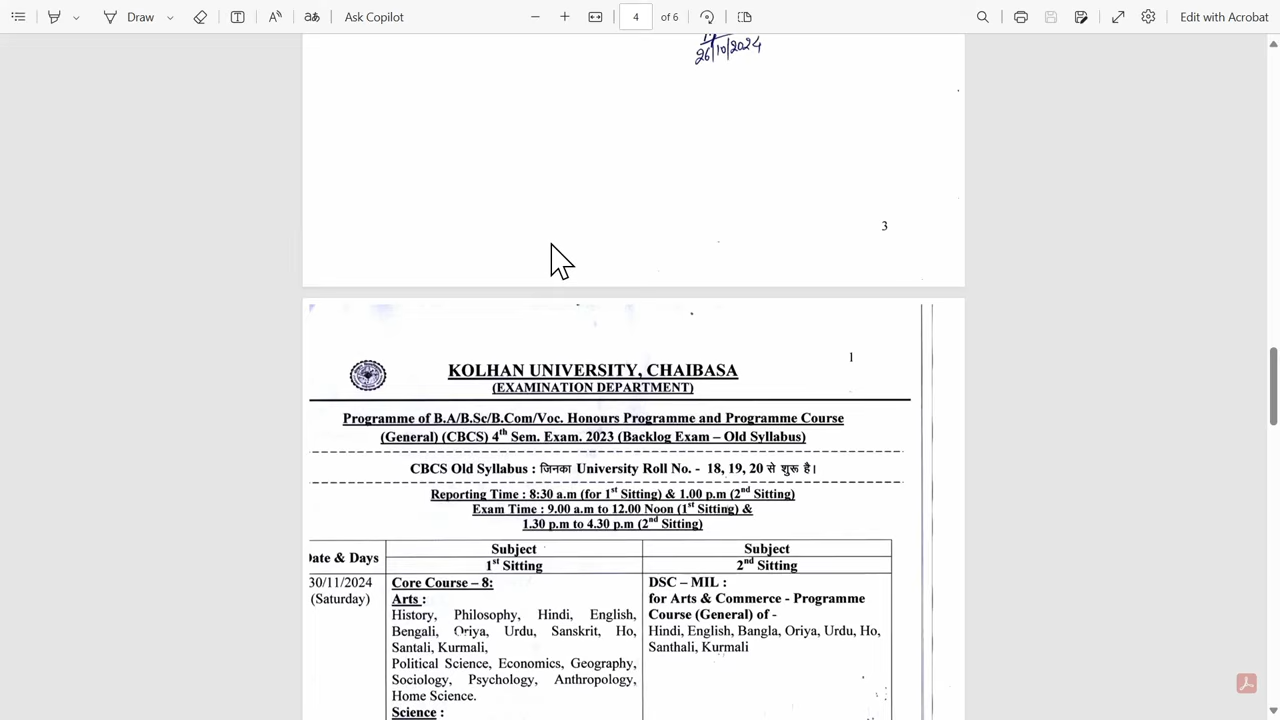 Draw
Ask Copilot
4 of 6
Edit with Acrobat
26/10/2024
3
1
KOLHAN UNIVERSITY, CHAIBASA
(EXAMINATION DEPARTMENT)
Programme of B.A/B.Sc/B.Com/Voc. Honours Programme and Programme Course
(General) (CBCS) 4th Sem. Exam. 2023 (Backlog Exam – Old Syllabus)
CBCS Old Syllabus : जिनका University Roll No. - 18, 19, 20 से शुरू है।
Reporting Time : 8:30 a.m (for 1st Sitting) & 1.00 p.m (2nd Sitting)
Exam Time : 9.00 a.m to 12.00 Noon (1st Sitting) &
1.30 p.m to 4.30 p.m (2nd Sitting)
Date & Days
Subject
1st Sitting
Subject
2nd Sitting
30/11/2024
(Saturday)
Core Course – 8:
Arts :
History, Philosophy, Hindi, English,
Bengali, Oriya, Urdu, Sanskrit, Ho,
Santali, Kurmali,
Political Science, Economics, Geography,
Sociology, Psychology, Anthropology,
Home Science.
Science :
DSC – MIL :
for Arts & Commerce - Programme
Course (General) of -
Hindi, English, Bangla, Oriya, Urdu, Ho,
Santhali, Kurmali